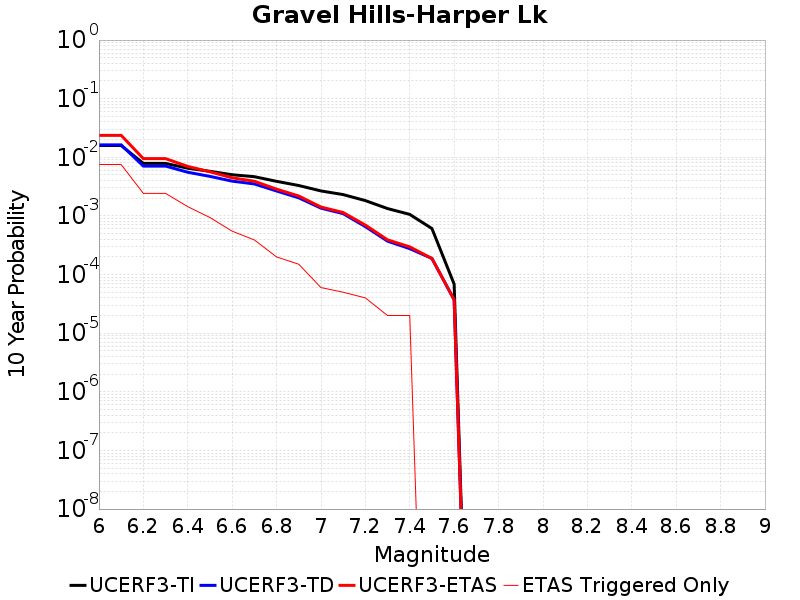 Gravel Hills-Harper Lk
10^0
10^-1
10^-2
10^-3
10^-4
10^-5
10^-6
10^-7
10^-8
10 Year Probability
6 6.2 6.4 6.6 6.8 7 7.2 7.4 7.6 7.8 8 8.2 8.4 8.6 8.8 9
Magnitude
UCERF3-TI UCERF3-TD UCERF3-ETAS ETAS Triggered Only